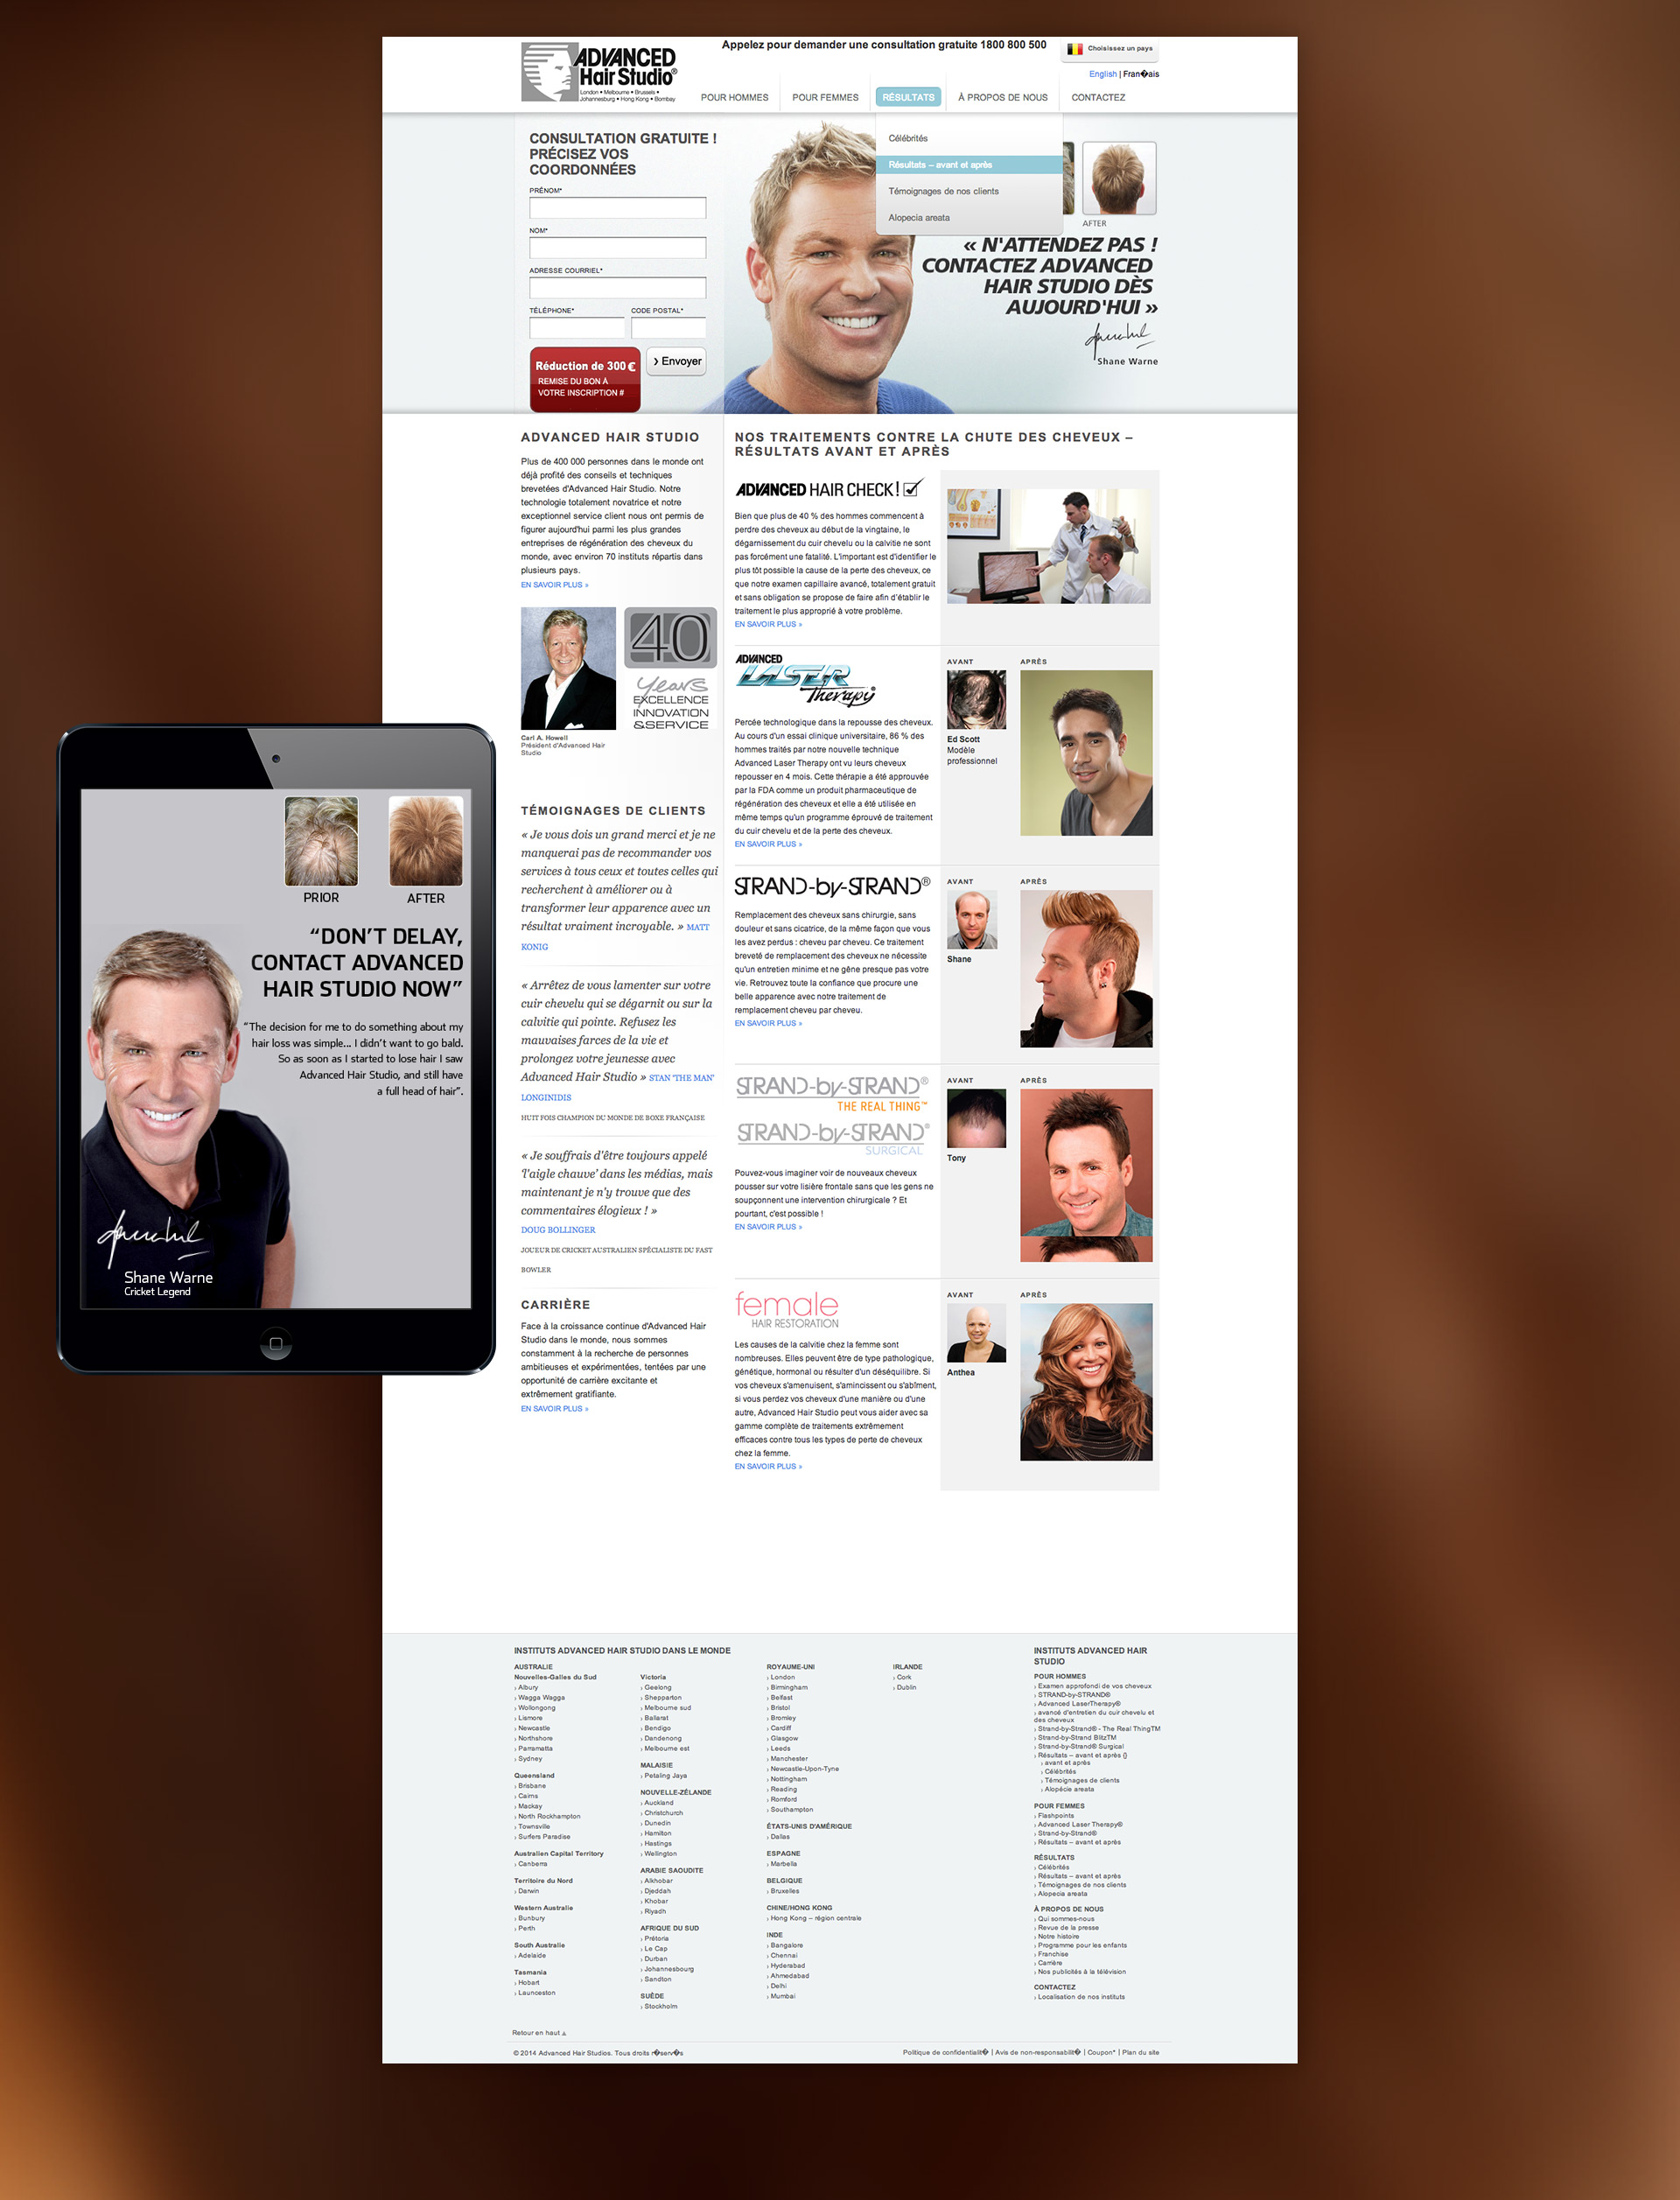 ADVANCED
Hair Studio®
London • Melbourne • Brussels •
Johannesburg • Hong Kong • Bombay
Appelez pour demander une consultation gratuite 1800 800 500
Choisissez un pays
English | Fran�ais
POUR HOMMES
POUR FEMMES
RÉSULTATS
À PROPOS DE NOUS
CONTACTEZ
Célébrités
Résultats – avant et après
Témoignages de nos clients
Alopecia areata
CONSULTATION GRATUITE !
PRÉCISEZ VOS
COORDONNÉES
PRÉNOM*
NOM*
ADRESSE COURRIEL*
TÉLÉPHONE*
CODE POSTAL*
Réduction de 300 €
REMISE DU BON À
VOTRE INSCRIPTION #
› Envoyer
AFTER
« N'ATTENDEZ PAS !
CONTACTEZ ADVANCED
HAIR STUDIO DÈS
AUJOURD'HUI »
Shane Warne
ADVANCED HAIR STUDIO
Plus de 400 000 personnes dans le monde ont
déjà profité des conseils et techniques
brevetées d'Advanced Hair Studio. Notre
technologie totalement novatrice et notre
exceptionnel service client nous ont permis de
figurer aujourd'hui parmi les plus grandes
entreprises de régénération des cheveux du
monde, avec environ 70 instituts répartis dans
plusieurs pays.
EN SAVOIR PLUS »
40
Years
EXCELLENCE
INNOVATION
&SERVICE
Carl A. Howell
Président d'Advanced Hair
Studio
TÉMOIGNAGES DE CLIENTS
« Je vous dois un grand merci et je ne
manquerai pas de recommander vos
services à tous ceux et toutes celles qui
recherchent à améliorer ou à
transformer leur apparence avec un
résultat vraiment incroyable. » MATT
KONIG
« Arrêtez de vous lamenter sur votre
cuir chevelu qui se dégarnit ou sur la
calvitie qui pointe. Refusez les
mauvaises farces de la vie et
prolongez votre jeunesse avec
Advanced Hair Studio » STAN 'THE MAN'
LONGINIDIS
HUIT FOIS CHAMPION DU MONDE DE BOXE FRANÇAISE
« Je souffrais d'être toujours appelé
'l'aigle chauve' dans les médias, mais
maintenant je n'y trouve que des
commentaires élogieux ! »
DOUG BOLLINGER
JOUEUR DE CRICKET AUSTRALIEN SPÉCIALISTE DU FAST
BOWLER
CARRIÈRE
Face à la croissance continue d'Advanced Hair
Studio dans le monde, nous sommes
constamment à la recherche de personnes
ambitieuses et expérimentées, tentées par une
opportunité de carrière excitante et
extrêmement gratifiante.
EN SAVOIR PLUS »
NOS TRAITEMENTS CONTRE LA CHUTE DES CHEVEUX –
RÉSULTATS AVANT ET APRÈS
ADVANCED HAIR CHECK!
Bien que plus de 40 % des hommes commencent à
perdre des cheveux au début de la vingtaine, le
dégarnissement du cuir chevelu ou la calvitie ne sont
pas forcément une fatalité. L'important est d'identifier le
plus tôt possible la cause de la perte des cheveux, ce
que notre examen capillaire avancé, totalement gratuit
et sans obligation se propose de faire afin d'établir le
traitement le plus approprié à votre problème.
EN SAVOIR PLUS »
ADVANCED
LASER
Therapy®
Percée technologique dans la repousse des cheveux.
Au cours d'un essai clinique universitaire, 86 % des
hommes traités par notre nouvelle technique
Advanced Laser Therapy ont vu leurs cheveux
repousser en 4 mois. Cette thérapie a été approuvée
par la FDA comme un produit pharmaceutique de
régénération des cheveux et elle a été utilisée en
même temps qu'un programme éprouvé de traitement
du cuir chevelu et de la perte des cheveux.
EN SAVOIR PLUS »
AVANT
APRÈS
Ed Scott
Modèle
professionnel
STRAND-by-STRAND®
Remplacement des cheveux sans chirurgie, sans
douleur et sans cicatrice, de la même façon que vous
les avez perdus : cheveu par cheveu. Ce traitement
breveté de remplacement des cheveux ne nécessite
qu'un entretien minime et ne gêne presque pas votre
vie. Retrouvez toute la confiance que procure une
belle apparence avec notre traitement de
remplacement cheveu par cheveu.
EN SAVOIR PLUS »
AVANT
APRÈS
Shane
STRAND-by-STRAND®
THE REAL THING™
STRAND-by-STRAND®
SURGICAL
Pouvez-vous imaginer voir de nouveaux cheveux
pousser sur votre lisière frontale sans que les gens ne
soupçonnent une intervention chirurgicale ? Et
pourtant, c'est possible !
EN SAVOIR PLUS »
AVANT
APRÈS
Tony
female
HAIR RESTORATION
Les causes de la calvitie chez la femme sont
nombreuses. Elles peuvent être de type pathologique,
génétique, hormonal ou résulter d'un déséquilibre. Si
vos cheveux s'amenuisent, s'amincissent ou s'abîment,
si vous perdez vos cheveux d'une manière ou d'une
autre, Advanced Hair Studio peut vous aider avec sa
gamme complète de traitements extrêmement
efficaces contre tous les types de perte de cheveux
chez la femme.
EN SAVOIR PLUS »
AVANT
APRÈS
Anthea
PRIOR
AFTER
“DON'T DELAY,
CONTACT ADVANCED
HAIR STUDIO NOW”
“The decision for me to do something about my
hair loss was simple... I didn't want to go bald.
So as soon as I started to lose hair I saw
Advanced Hair Studio, and still have
a full head of hair”.
Shane Warne
Cricket Legend
INSTITUTS ADVANCED HAIR STUDIO DANS LE MONDE
AUSTRALIE
Nouvelles-Galles du Sud
› Albury
› Wagga Wagga
› Wollongong
› Lismore
› Newcastle
› Northshore
› Parramatta
› Sydney
Queensland
› Brisbane
› Cairns
› Mackay
› North Rockhampton
› Townsville
› Surfers Paradise
Australien Capital Territory
› Canberra
Territoire du Nord
› Darwin
Western Australie
› Bunbury
› Perth
South Australie
› Adelaide
Tasmania
› Hobart
› Launceston
Victoria
› Geelong
› Shepparton
› Melbourne sud
› Ballarat
› Bendigo
› Dandenong
› Melbourne est
MALAISIE
› Petaling Jaya
NOUVELLE-ZÉLANDE
› Auckland
› Christchurch
› Dunedin
› Hamilton
› Hastings
› Wellington
ARABIE SAOUDITE
› Alkhobar
› Djeddah
› Khobar
› Riyadh
AFRIQUE DU SUD
› Prétoria
› Le Cap
› Durban
› Johannesbourg
› Sandton
SUÈDE
› Stockholm
ROYAUME-UNI
› London
› Birmingham
› Belfast
› Bristol
› Bromley
› Cardiff
› Glasgow
› Leeds
› Manchester
› Newcastle-Upon-Tyne
› Nottingham
› Reading
› Romford
› Southampton
ÉTATS-UNIS D'AMÉRIQUE
› Dallas
ESPAGNE
› Marbella
BELGIQUE
› Bruxelles
CHINE/HONG KONG
› Hong Kong – région centrale
INDE
› Bangalore
› Chennai
› Hyderabad
› Ahmedabad
› Delhi
› Mumbai
IRLANDE
› Cork
› Dublin
INSTITUTS ADVANCED HAIR
STUDIO
POUR HOMMES
› Examen approfondi de vos cheveux
› STRAND-by-STRAND®
› Advanced LaserTherapy®
› avancé d'entretien du cuir chevelu et
des cheveux
› Strand-by-Strand® - The Real ThingTM
› Strand-by-Strand BlitzTM
› Strand-by-Strand® Surgical
› Résultats – avant et après {}
› avant et après
› Célébrités
› Témoignages de clients
› Alopécie areata
POUR FEMMES
› Flashpoints
› Advanced Laser Therapy®
› Strand-by-Strand®
› Résultats – avant et après
RÉSULTATS
› Célébrités
› Résultats – avant et après
› Témoignages de nos clients
› Alopecia areata
À PROPOS DE NOUS
› Qui sommes-nous
› Revue de la presse
› Notre histoire
› Programme pour les enfants
› Franchise
› Carrière
› Nos publicités à la télévision
CONTACTEZ
› Localisation de nos instituts
Retour en haut ▵
© 2014 Advanced Hair Studios. Tous droits r�serv�s
Politique de confidentialit� | Avis de non-responsabilit� | Coupon* | Plan du site